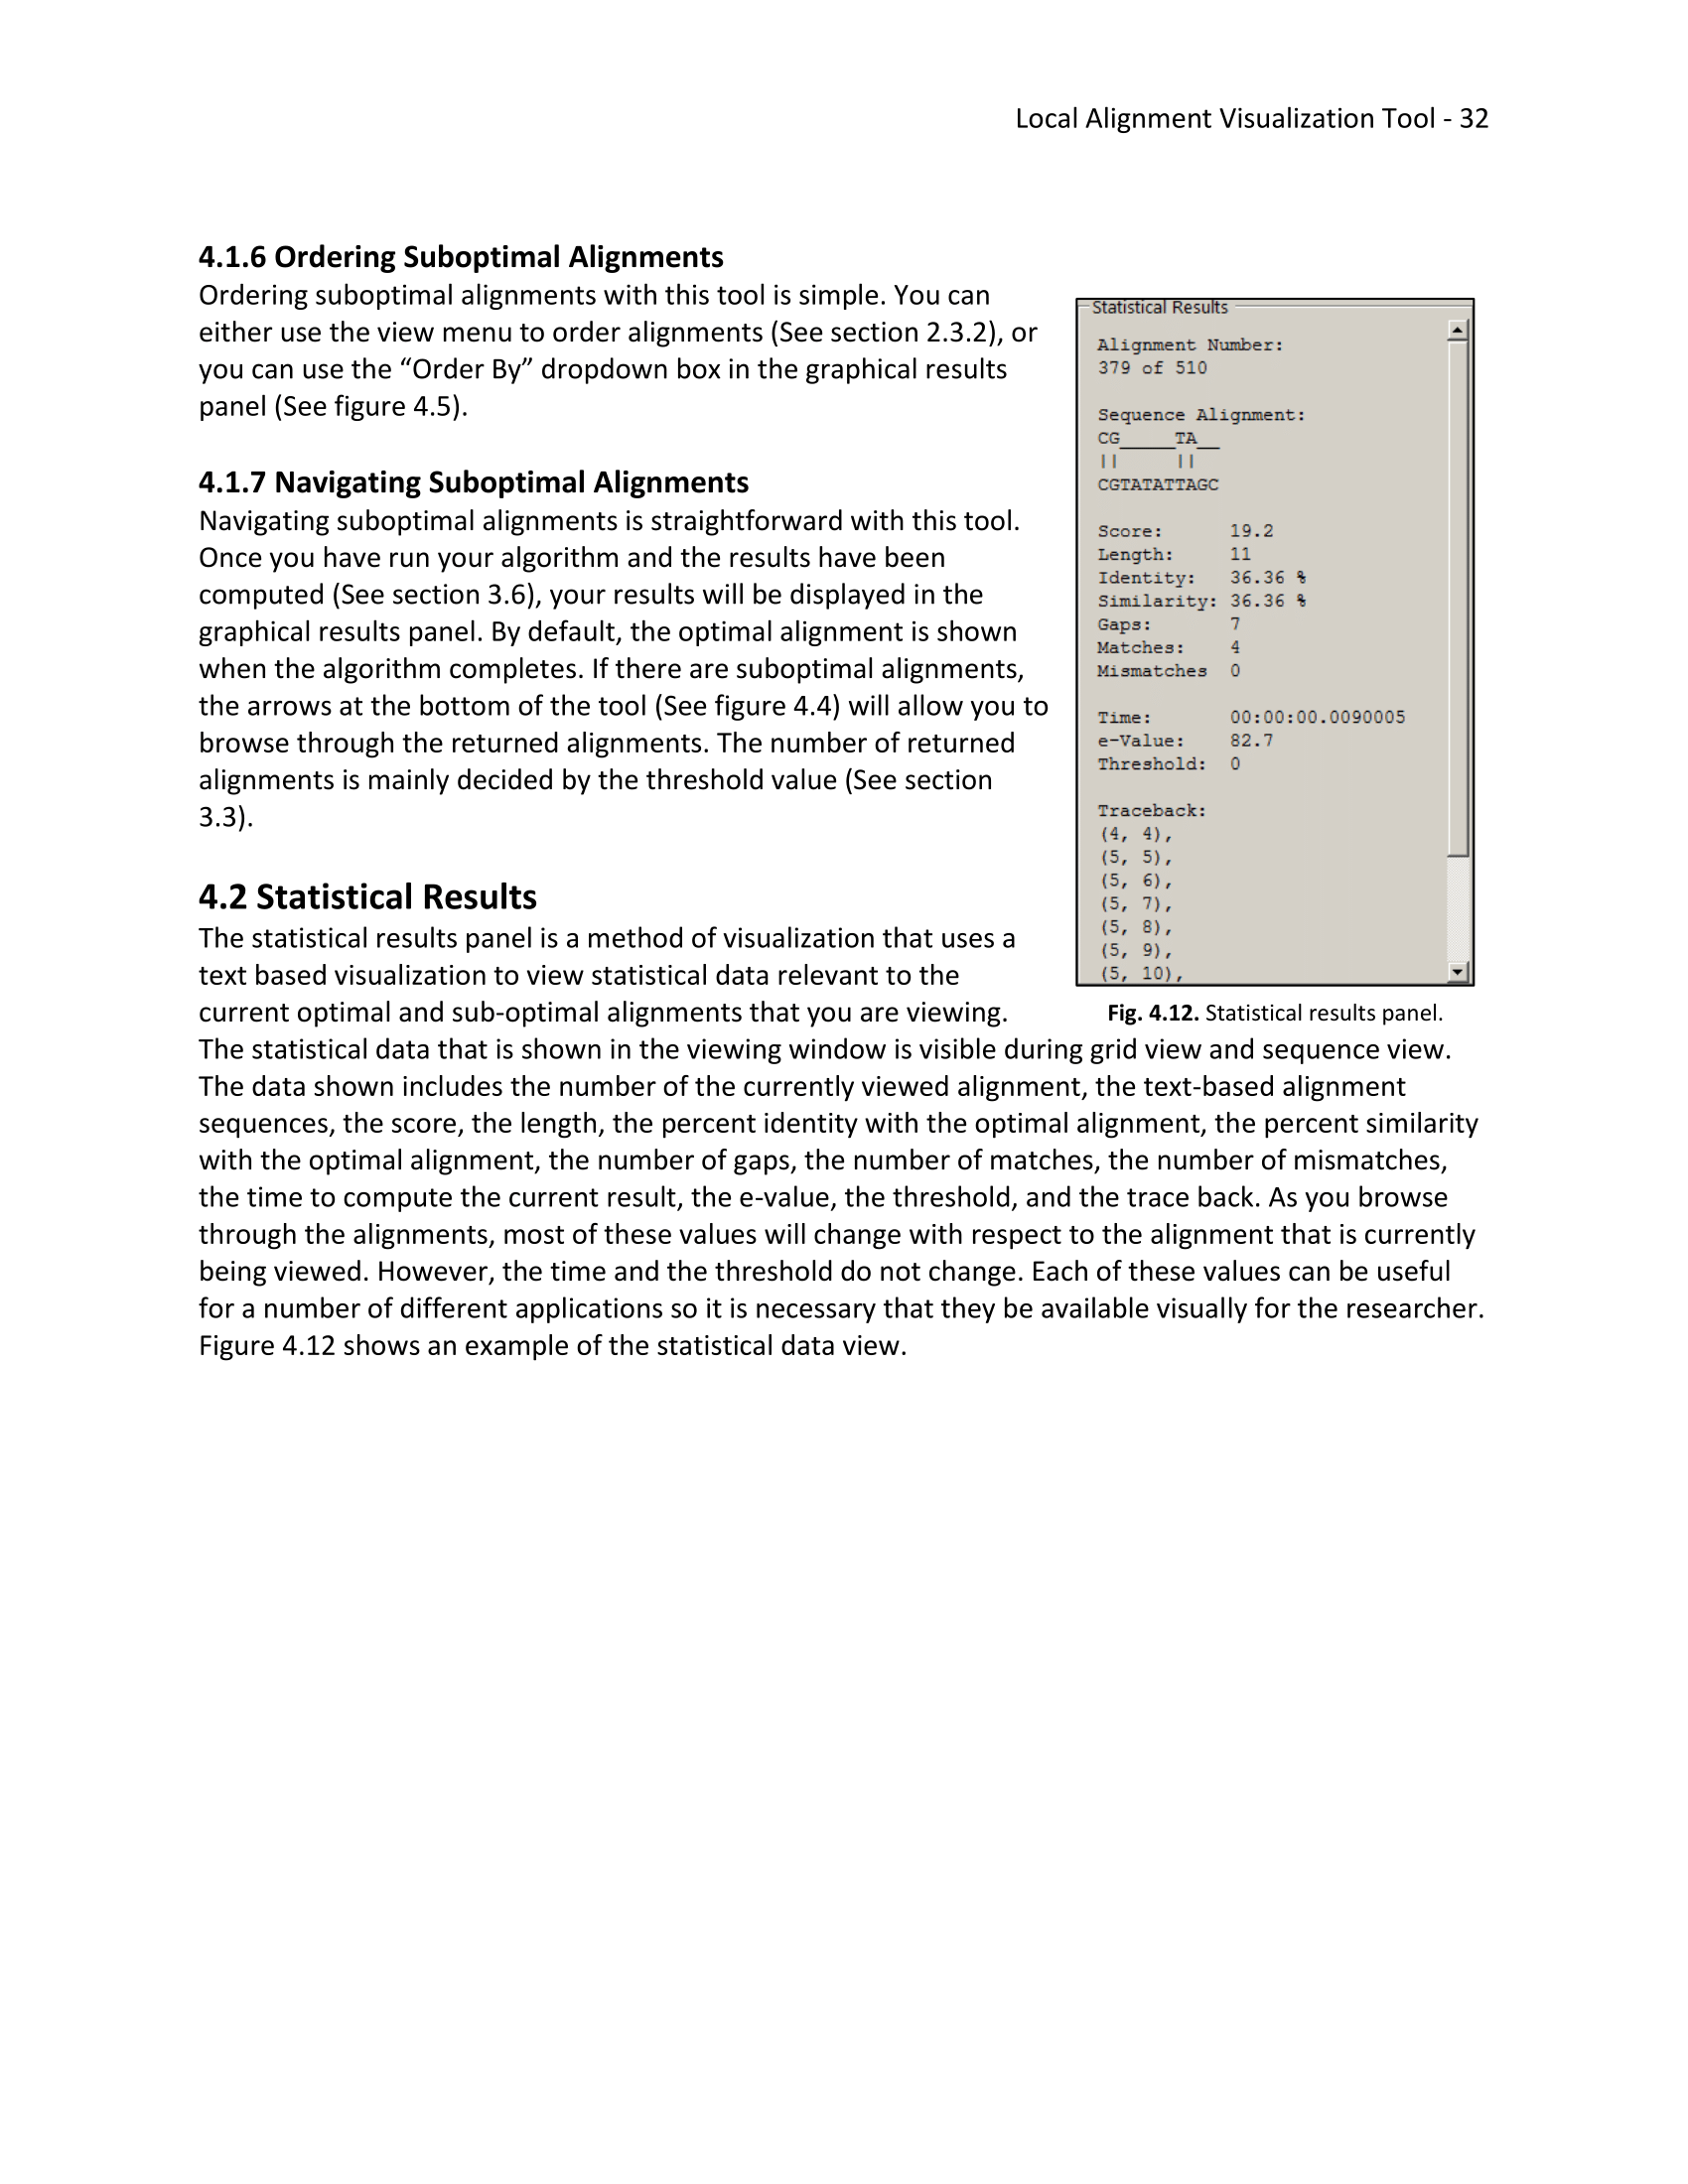 Local Alignment Visualization Tool - 32
4.1.6 Ordering Suboptimal Alignments
Ordering suboptimal alignments with this tool is simple. You can
either use the view menu to order alignments (See section 2.3.2), or
you can use the “Order By” dropdown box in the graphical results
panel (See figure 4.5).
4.1.7 Navigating Suboptimal Alignments
Navigating suboptimal alignments is straightforward with this tool.
Once you have run your algorithm and the results have been
computed (See section 3.6), your results will be displayed in the
graphical results panel. By default, the optimal alignment is shown
when the algorithm completes. If there are suboptimal alignments,
the arrows at the bottom of the tool (See figure 4.4) will allow you to
browse through the returned alignments. The number of returned
alignments is mainly decided by the threshold value (See section
3.3).
Statistical Results
Alignment Number:
379 of 510
Sequence Alignment:
CG_____TA__
||     ||
CGTATATTAGC
Score: 19.2
Length: 11
Identity: 36.36 %
Similarity: 36.36 %
Gaps: 7
Matches: 4
Mismatches 0
Time: 00:00:00.0090005
e-Value: 82.7
Threshold: 0
Traceback:
(4, 4),
(5, 5),
(5, 6),
(5, 7),
(5, 8),
(5, 9),
(5, 10),
Fig. 4.12. Statistical results panel.
4.2 Statistical Results
The statistical results panel is a method of visualization that uses a
text based visualization to view statistical data relevant to the
current optimal and sub-optimal alignments that you are viewing.
The statistical data that is shown in the viewing window is visible during grid view and sequence view.
The data shown includes the number of the currently viewed alignment, the text-based alignment
sequences, the score, the length, the percent identity with the optimal alignment, the percent similarity
with the optimal alignment, the number of gaps, the number of matches, the number of mismatches,
the time to compute the current result, the e-value, the threshold, and the trace back. As you browse
through the alignments, most of these values will change with respect to the alignment that is currently
being viewed. However, the time and the threshold do not change. Each of these values can be useful
for a number of different applications so it is necessary that they be available visually for the researcher.
Figure 4.12 shows an example of the statistical data view.